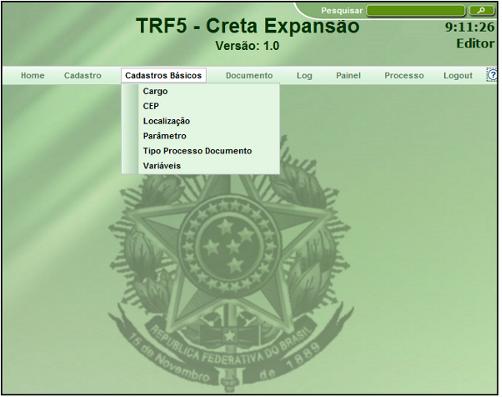 Pesquisar
TRF5 - Creta Expansão
9:11:26
Versão: 1.0
Editor
Home Cadastro Cadastros Básicos Documento Log Painel Processo Logout ?
Cargo
CEP
Localização
Parâmetro
Tipo Processo Documento
Variáveis
REPÚBLICA FEDERATIVA DO BRASIL
15 de Novembro de 1889